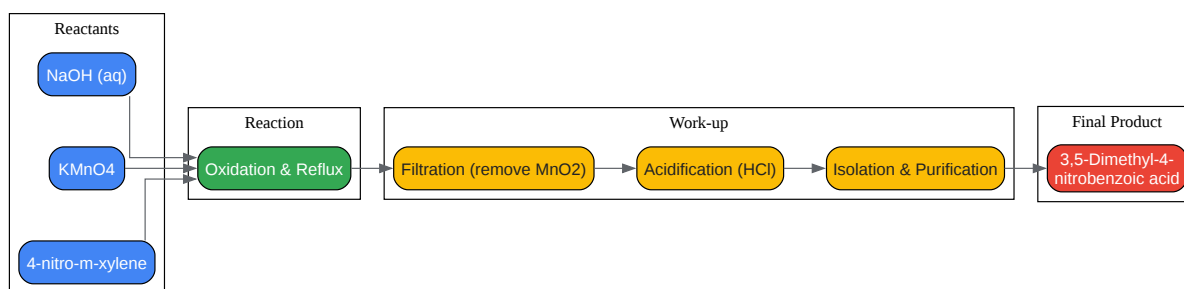 Reactants
NaOH (aq)
KMnO4
4-nitro-m-xylene
Reaction
Oxidation & Reflux
Work-up
Filtration (remove MnO2)
Acidification (HCl)
Isolation & Purification
Final Product
3,5-Dimethyl-4-
nitrobenzoic acid